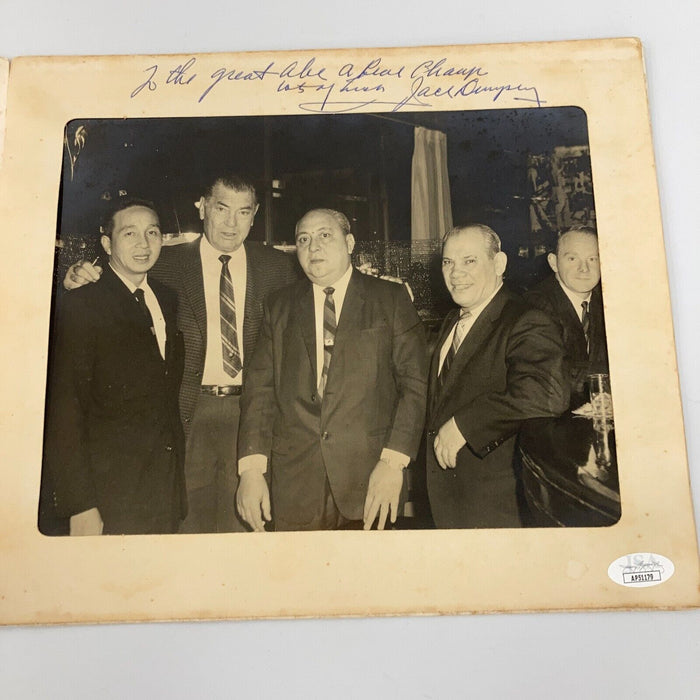 To the great Abe A Real Champ
lots of luck Jack Dempsey
JSA
AP51179